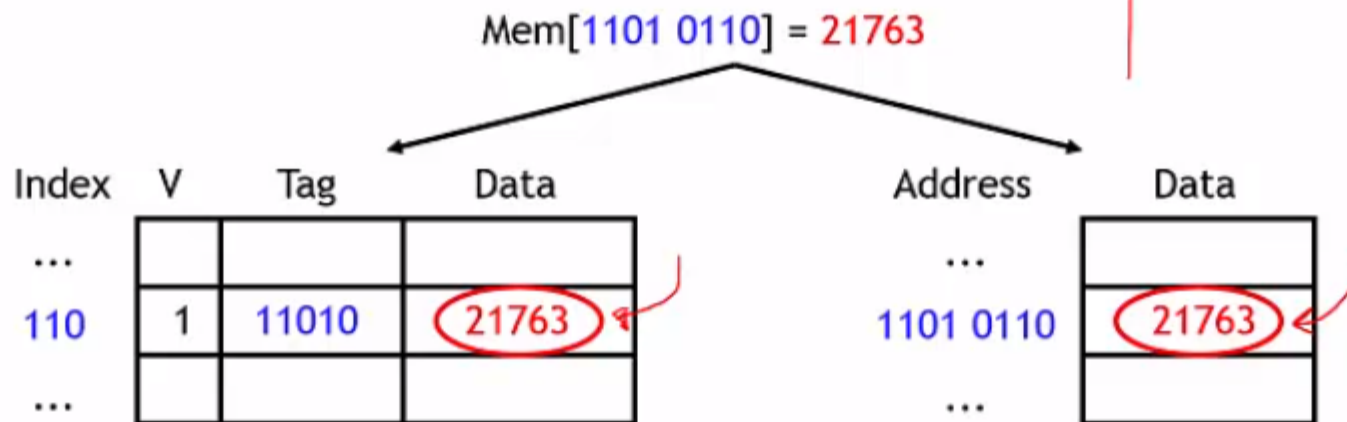 Mem[1101 0110] = 21763
Index V Tag Data Address Data
... ...
110 1 11010 21763 1101 0110 21763
... ...